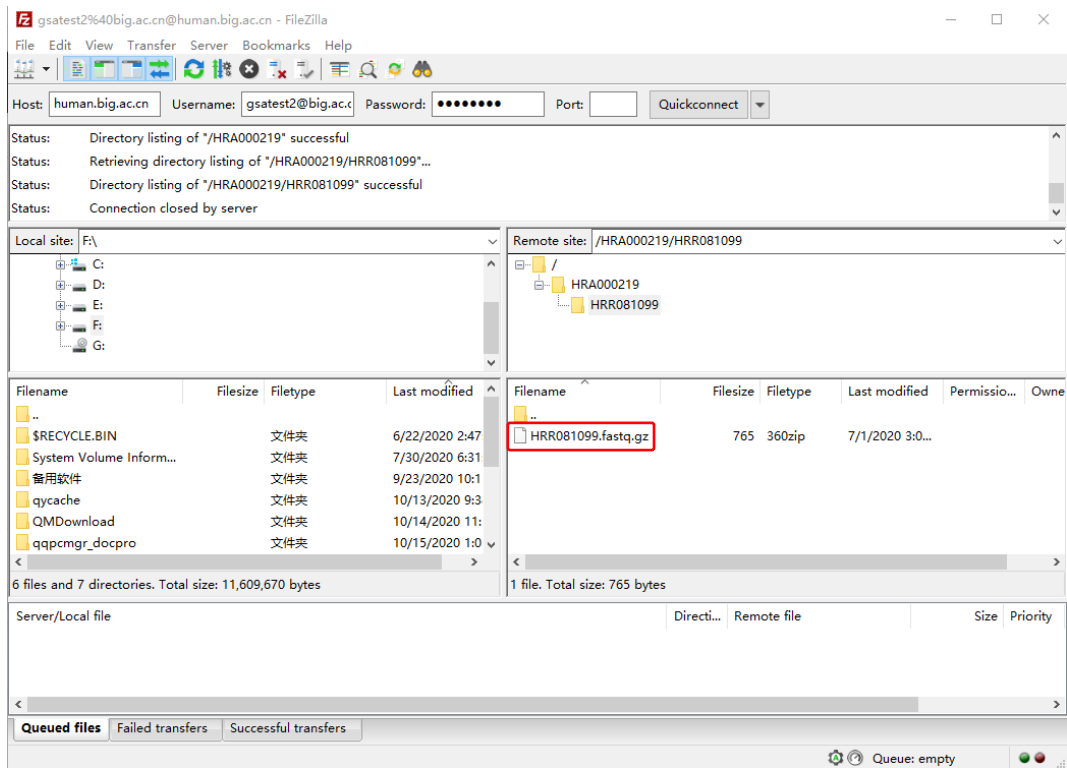 gsatest2%40big.ac.cn@human.big.ac.cn - FileZilla
File Edit View Transfer Server Bookmarks Help
Host: human.big.ac.cn Username: gsatest2@big.ac.c Password: ●●●●●●●● Port: Quickconnect
Status: Directory listing of "/HRA000219" successful
Status: Retrieving directory listing of "/HRA000219/HRR081099"...
Status: Directory listing of "/HRA000219/HRR081099" successful
Status: Connection closed by server
Local site: F:\
C:
D:
E:
F:
G:
Remote site: /HRA000219/HRR081099
/
HRA000219
HRR081099
Filename Filesize Filetype Last modified
..
$RECYCLE.BIN 文件夹 6/22/2020 2:47
System Volume Inform... 文件夹 7/30/2020 6:31
备用软件 文件夹 9/23/2020 10:1
qycache 文件夹 10/13/2020 9:3
QMDownload 文件夹 10/14/2020 11:
qqpcmgr_docpro 文件夹 10/15/2020 1:0
6 files and 7 directories. Total size: 11,609,670 bytes
Filename Filesize Filetype Last modified Permissio... Owne
..
HRR081099.fastq.gz 765 360zip 7/1/2020 3:0...
1 file. Total size: 765 bytes
Server/Local file Directi... Remote file Size Priority
Queued files Failed transfers Successful transfers
Queue: empty